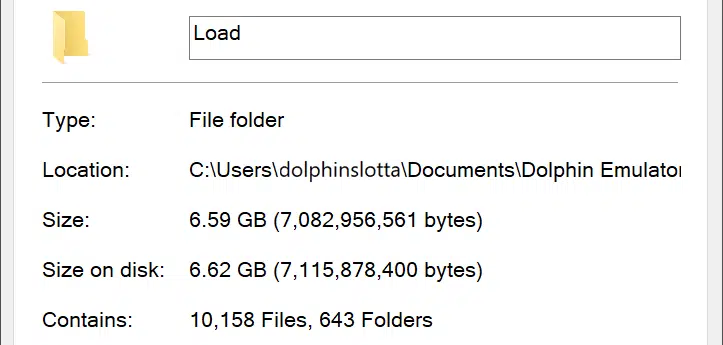 Load
Type: File folder
Location: C:\Users\dolphinslotta\Documents\Dolphin Emulator
Size: 6.59 GB (7,082,956,561 bytes)
Size on disk: 6.62 GB (7,115,878,400 bytes)
Contains: 10,158 Files, 643 Folders